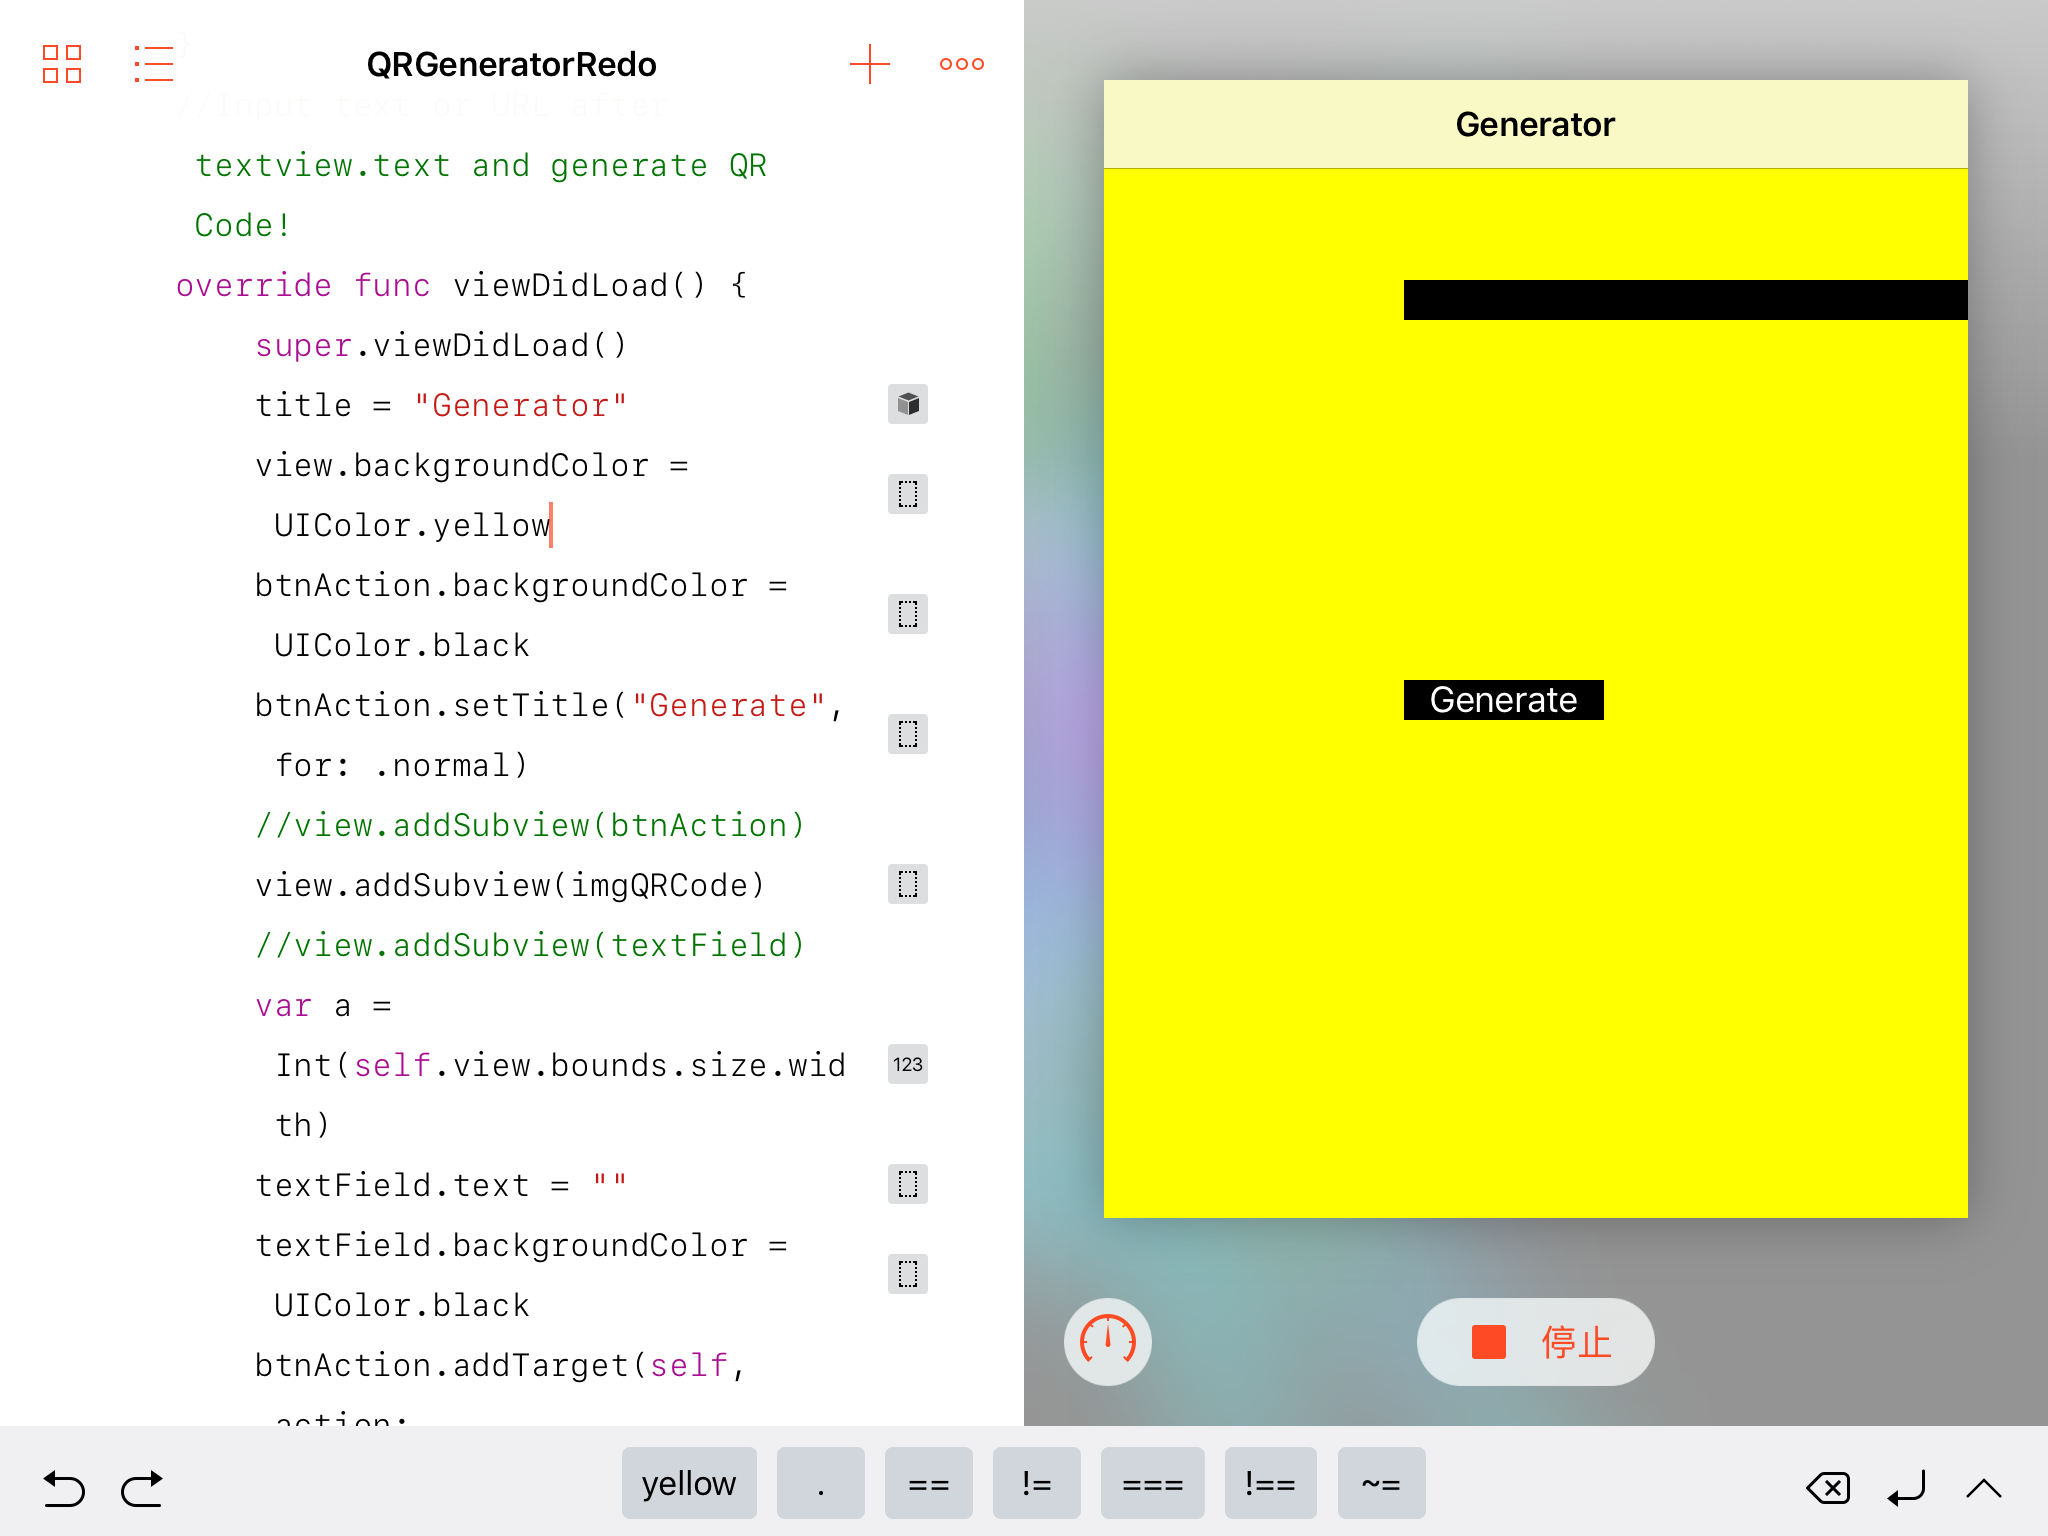 QRGeneratorRedo
//Input text or URL after
textview.text and generate QR
Code!
override func viewDidLoad() {
super.viewDidLoad()
title = "Generator"
view.backgroundColor =
UIColor.yellow
btnAction.backgroundColor =
UIColor.black
btnAction.setTitle("Generate",
for: .normal)
//view.addSubview(btnAction)
view.addSubview(imgQRCode)
//view.addSubview(textField)
var a =
Int(self.view.bounds.size.wid
th)
123
textField.text = ""
textField.backgroundColor =
UIColor.black
btnAction.addTarget(self,
action:
Generator
Generate
停止
yellow . == != === !== ~=